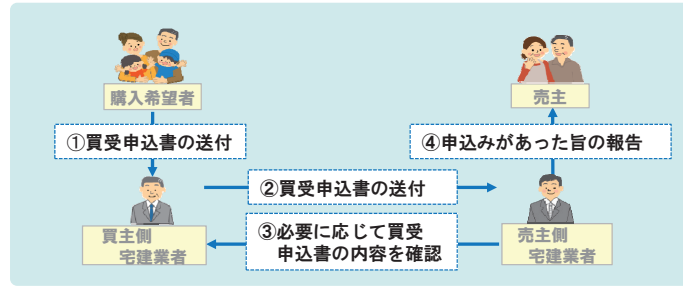 購入希望者
売主
①買受申込書の送付
④申込みがあった旨の報告
②買受申込書の送付
③必要に応じて買受
申込書の内容を確認
買主側
宅建業者
売主側
宅建業者